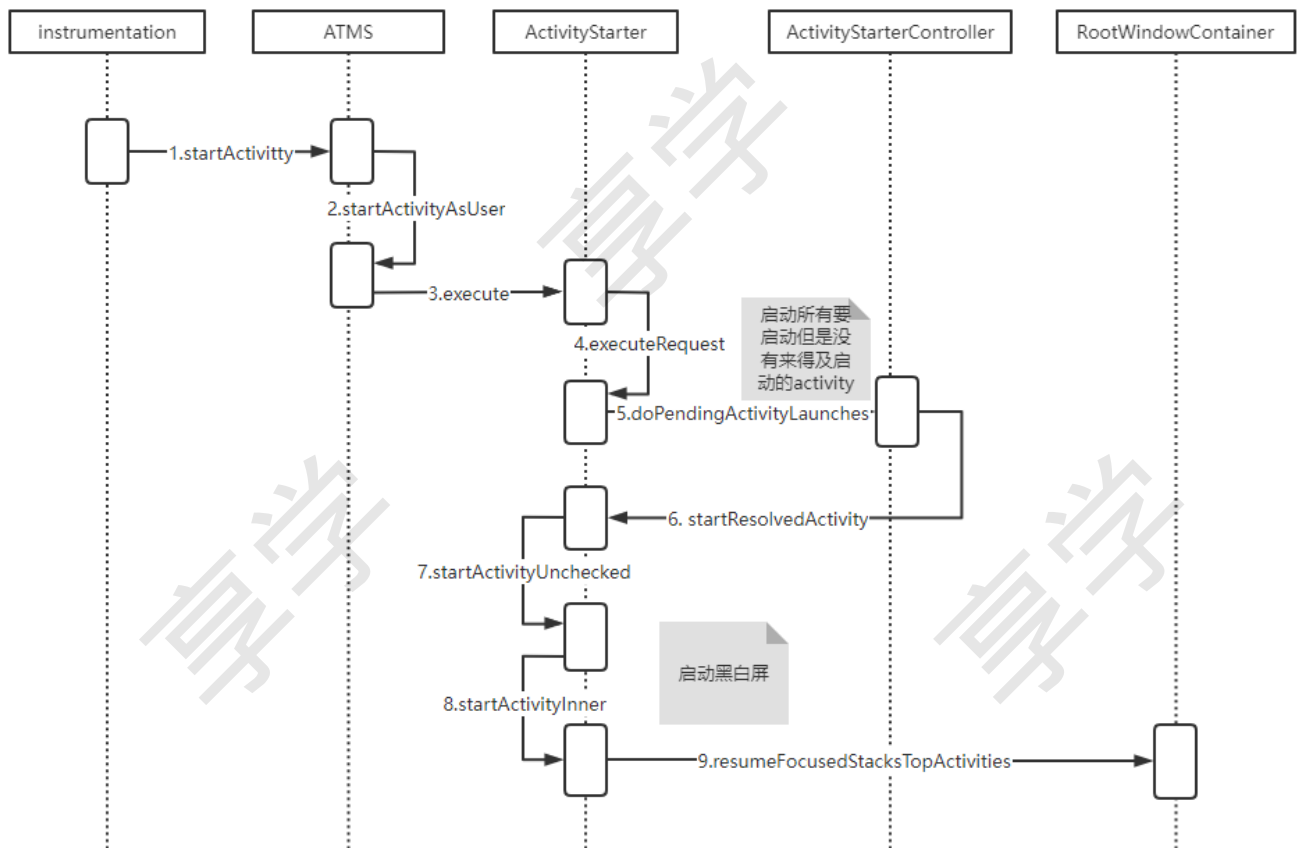 instrumentation
ATMS
ActivityStarter
ActivityStarterController
RootWindowContainer
1.startActivitty
2.startActivityAsUser
3.execute
启动所有要
启动但是没
有来得及启
动的activity
4.executeRequest
5.doPendingActivityLaunches
6. startResolvedActivity
7.startActivityUnchecked
启动黑白屏
8.startActivityInner
9.resumeFocusedStacksTopActivities
享学
享学
享学